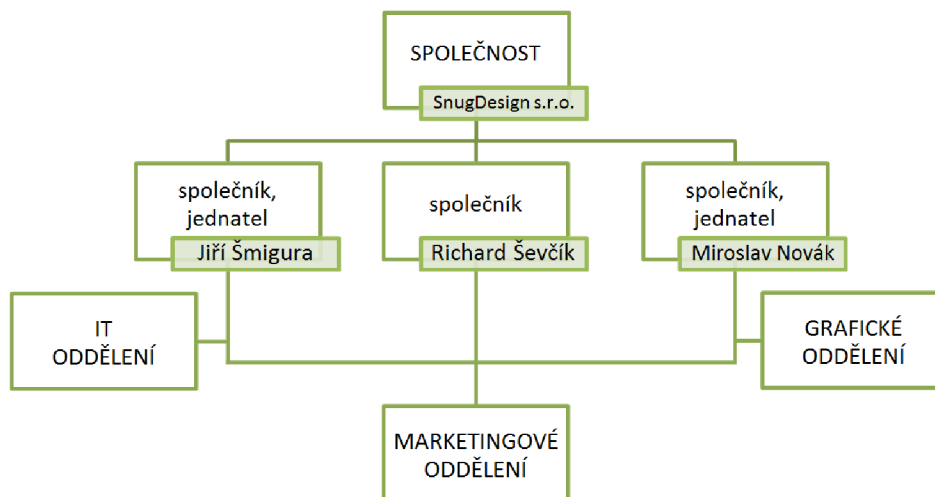 SPOLEČNOST
SnugDesign s.r.o.
společník,
jednatel
Jiří Šmigura
společník
Richard Ševčík
společník,
jednatel
Miroslav Novák
IT
ODDĚLENÍ
GRAFICKÉ
ODDĚLENÍ
MARKETINGOVÉ
ODDĚLENÍ